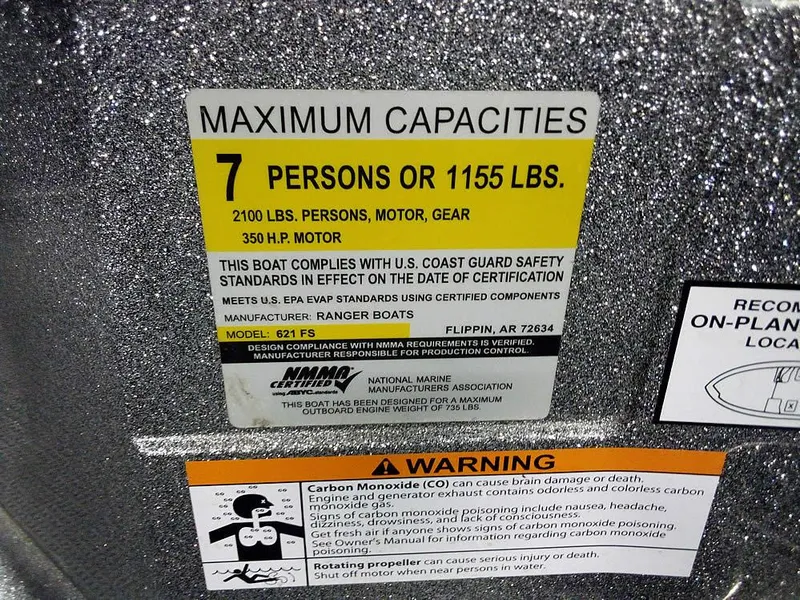 MAXIMUM CAPACITIES
7 PERSONS OR 1155 LBS.
2100 LBS. PERSONS, MOTOR, GEAR
350 H.P. MOTOR
THIS BOAT COMPLIES WITH U.S. COAST GUARD SAFETY
STANDARDS IN EFFECT ON THE DATE OF CERTIFICATION
MEETS U.S. EPA EVAP STANDARDS USING CERTIFIED COMPONENTS
MANUFACTURER: RANGER BOATS
MODEL: 621 FS FLIPPIN, AR 72634
DESIGN COMPLIANCE WITH NMMA REQUIREMENTS IS VERIFIED.
MANUFACTURER RESPONSIBLE FOR PRODUCTION CONTROL.
NMMA
CERTIFIED
using ABYC standards
NATIONAL MARINE
MANUFACTURERS ASSOCIATION
THIS BOAT HAS BEEN DESIGNED FOR A MAXIMUM
OUTBOARD ENGINE WEIGHT OF 735 LBS.
RECOM
ON-PLAN
LOCA
WARNING
Carbon Monoxide (CO) can cause brain damage or death.
Engine and generator exhaust contains odorless and colorless carbon
monoxide gas.
Signs of carbon monoxide poisoning include nausea, headache,
dizziness, drowsiness, and lack of consciousness.
Get fresh air if anyone shows signs of carbon monoxide poisoning.
See Owner's Manual for information regarding carbon monoxide
poisoning.
Rotating propeller can cause serious injury or death.
Shut off motor when near persons in water.